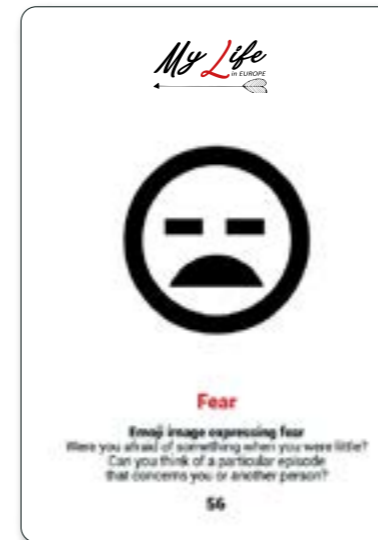 My Life
in EUROPE
Fear
Emoji image expressing fear
Were you afraid of something when you were little?
Can you think of a particular episode
that concerns you or another person?
56